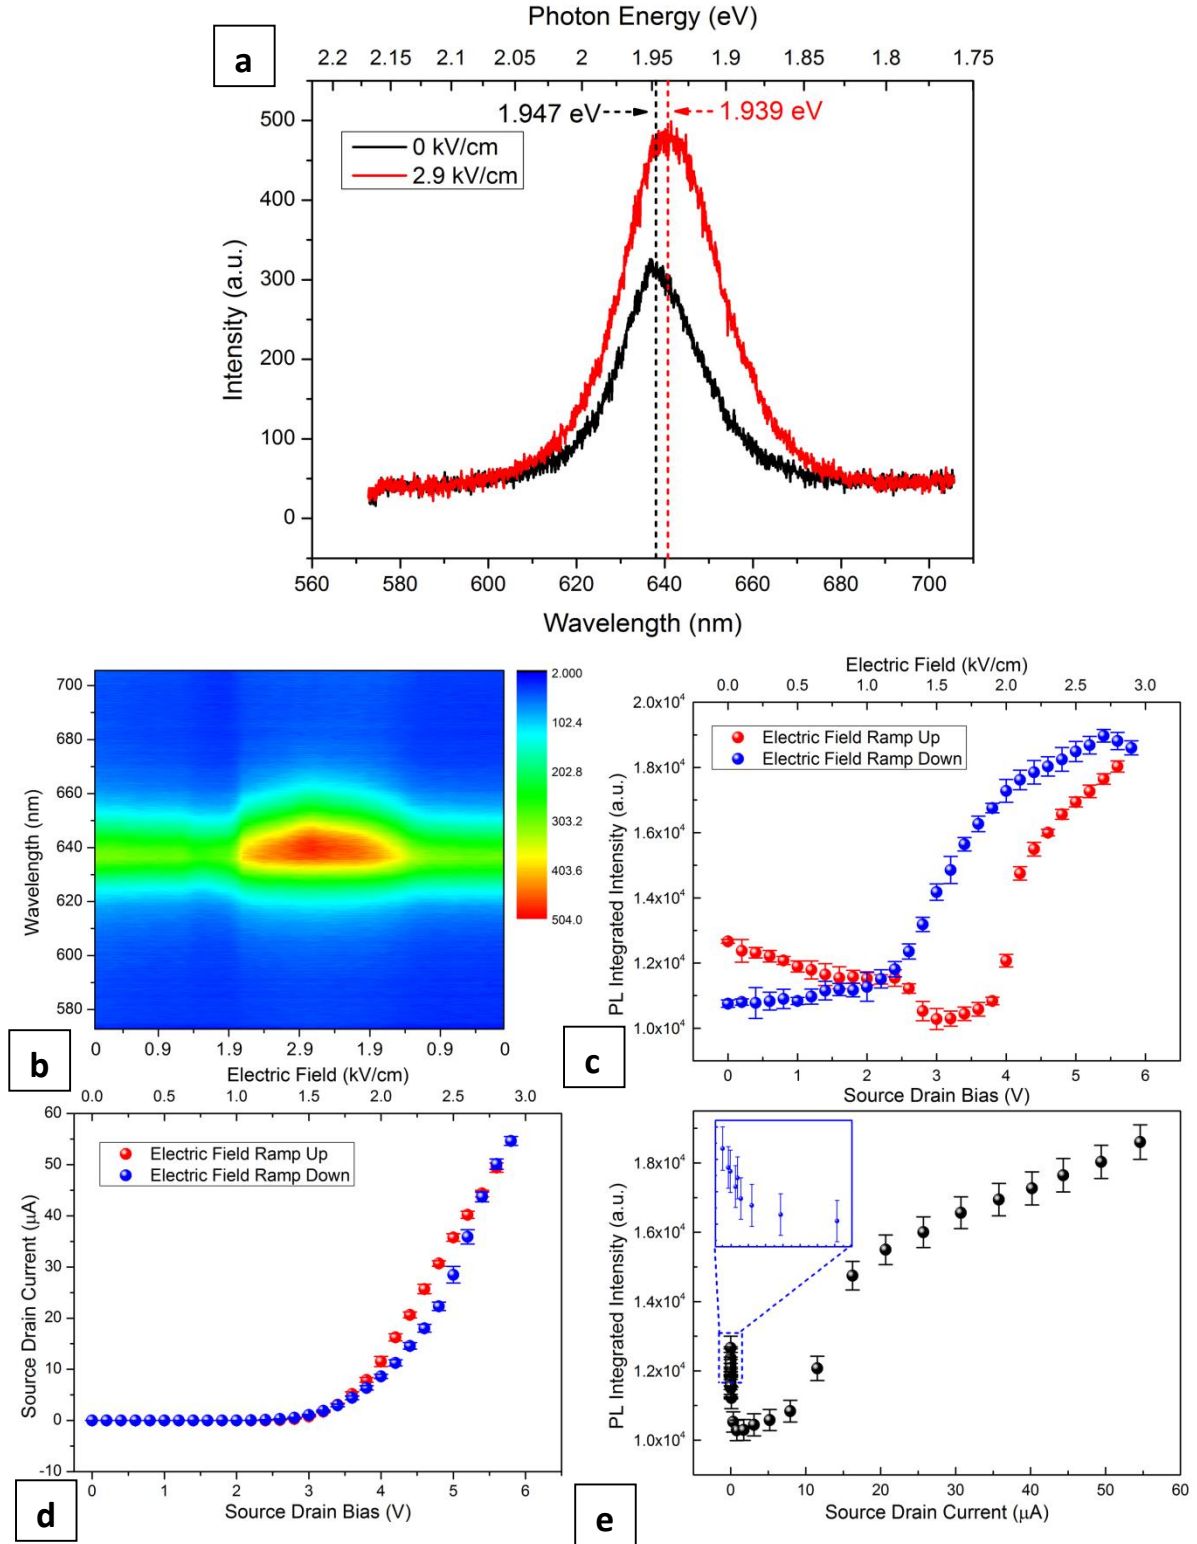 Photon Energy (eV)
a
2.2 2.15 2.1 2.05 2 1.95 1.9 1.85 1.8 1.75
1.947 eV 1.939 eV
0 kV/cm
2.9 kV/cm
500
400
300
200
100
0
Intensity (a.u.)
560 580 600 620 640 660 680 700
Wavelength (nm)
700
680
660
640
620
600
580
Wavelength (nm)
2.000
102.4
202.8
303.2
403.6
504.0
0 0.9 1.9 2.9 1.9 0.9 0
Electric Field (kV/cm)
b
Electric Field (kV/cm)
0.0 0.5 1.0 1.5 2.0 2.5 3.0
Electric Field Ramp Up
Electric Field Ramp Down
2.0x10⁴
1.8x10⁴
1.6x10⁴
1.4x10⁴
1.2x10⁴
1.0x10⁴
PL Integrated Intensity (a.u.)
0 1 2 3 4 5 6
Source Drain Bias (V)
c
0.0 0.5 1.0 1.5 2.0 2.5 3.0
Electric Field Ramp Up
Electric Field Ramp Down
60
50
40
30
20
10
0
-10
Source Drain Current (μA)
0 1 2 3 4 5 6
Source Drain Bias (V)
d
1.8x10⁴
1.6x10⁴
1.4x10⁴
1.2x10⁴
1.0x10⁴
PL Integrated Intensity (a.u.)
0 10 20 30 40 50 60
Source Drain Current (μA)
e